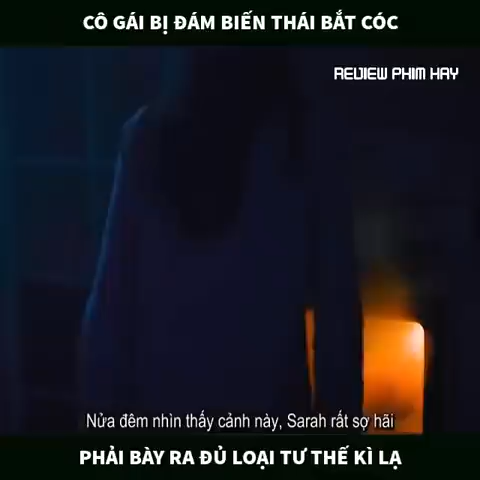 CÔ GÁI BỊ ĐÁM BIẾN THÁI BẮT CÓC
REVIEW PHIM HAY
Nửa đêm nhìn thấy cảnh này, Sarah rất sợ hãi
PHẢI BÀY RA ĐỦ LOẠI TƯ THẾ KÌ LẠ